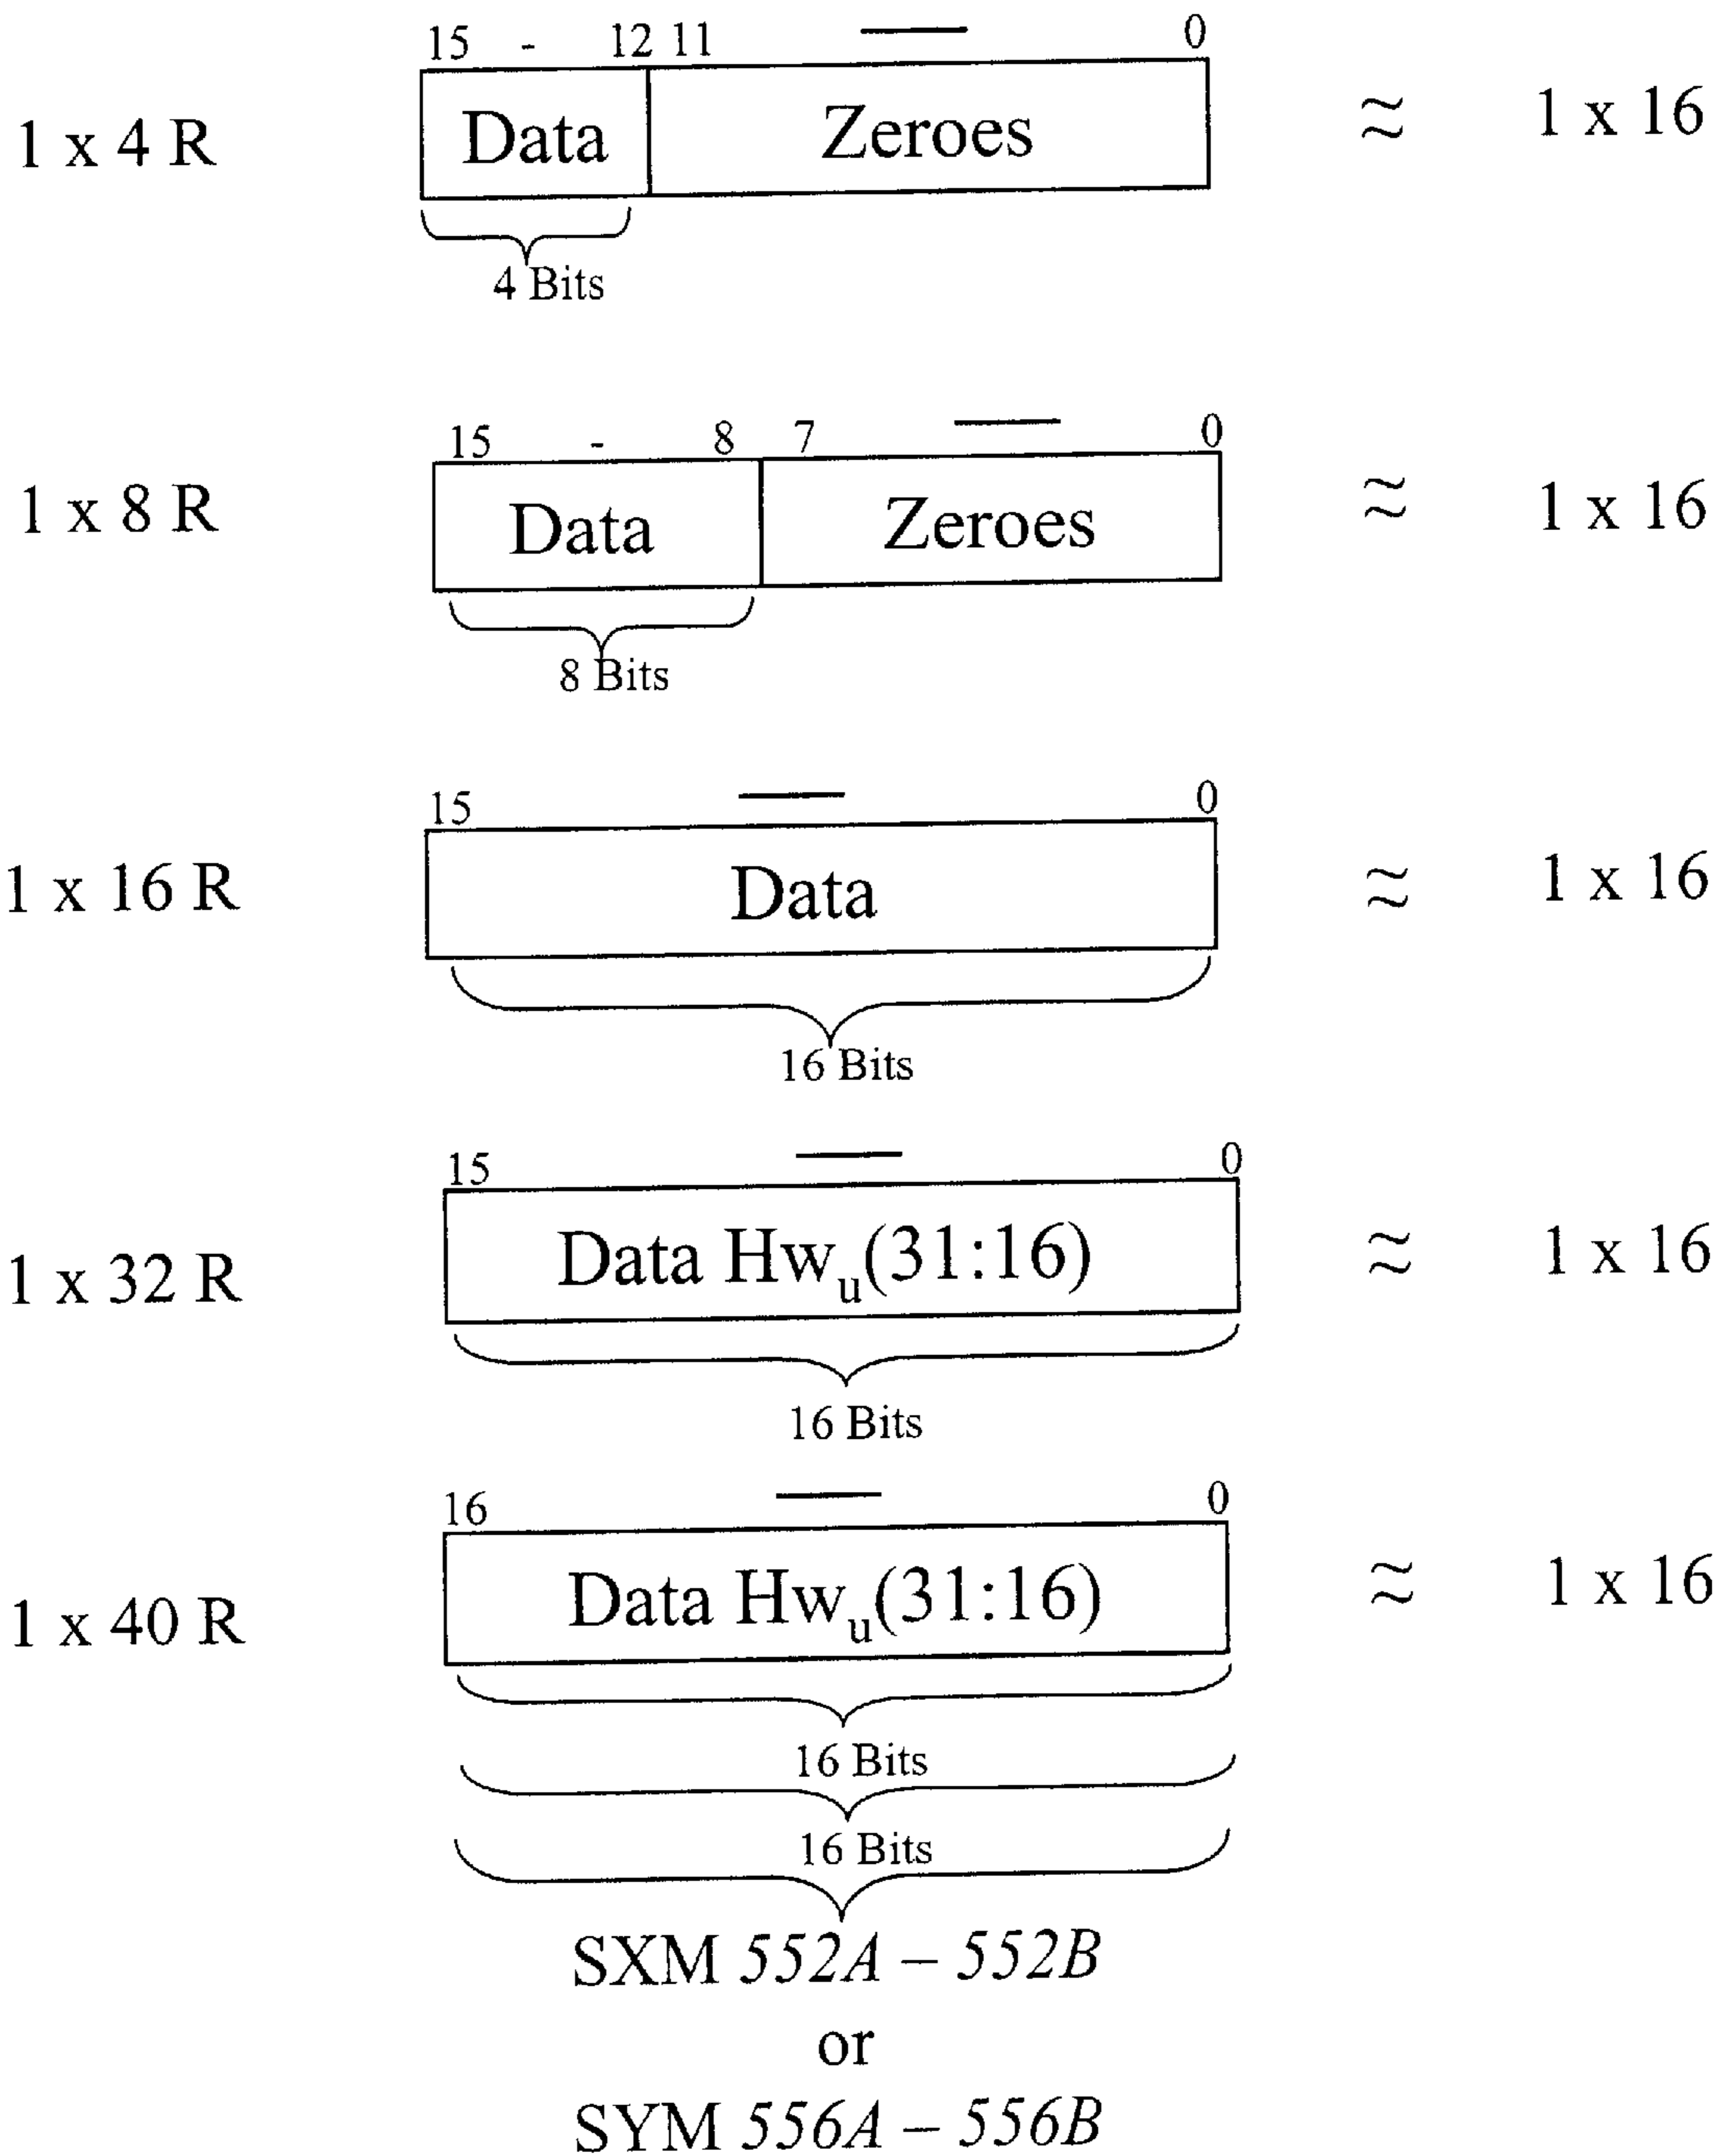 15 - 12 11 — 0
1 x 4 R Data Zeroes ≈ 1 x 16
4 Bits
15 - 8 7 — 0
1 x 8 R Data Zeroes ≈ 1 x 16
8 Bits
15 — 0
1 x 16 R Data ≈ 1 x 16
16 Bits
15 — 0
1 x 32 R Data Hwu(31:16) ≈ 1 x 16
16 Bits
16 — 0
1 x 40 R Data Hwu(31:16) ≈ 1 x 16
16 Bits
16 Bits
SXM 552A – 552B
or
SYM 556A – 556B